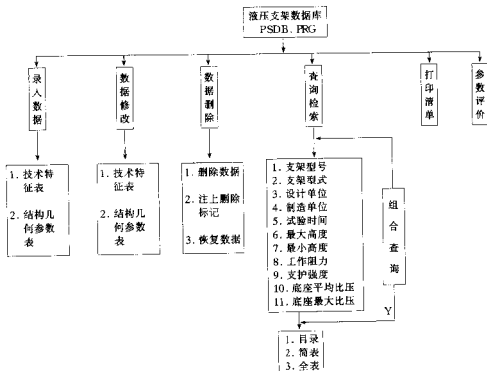 液压支架数据库
PSDB. PRG
录入数据
数据修改
数据删除
查询检索
打印清单
参数评价
1. 技术特
征表
2. 结构几
何参数
表
1. 技术特
征表
2. 结构几
何参数
表
1. 删除数据
2. 注上删除
标记
3. 恢复数据
1. 支架型号
2. 支架型式
3. 设计单位
4. 制造单位
5. 试验时间
6. 最大高度
7. 最小高度
8. 工作阻力
9. 支护强度
10. 底座平均比压
11. 底座最大比压
组合查询
Y
1. 目录
2. 简表
3. 全表